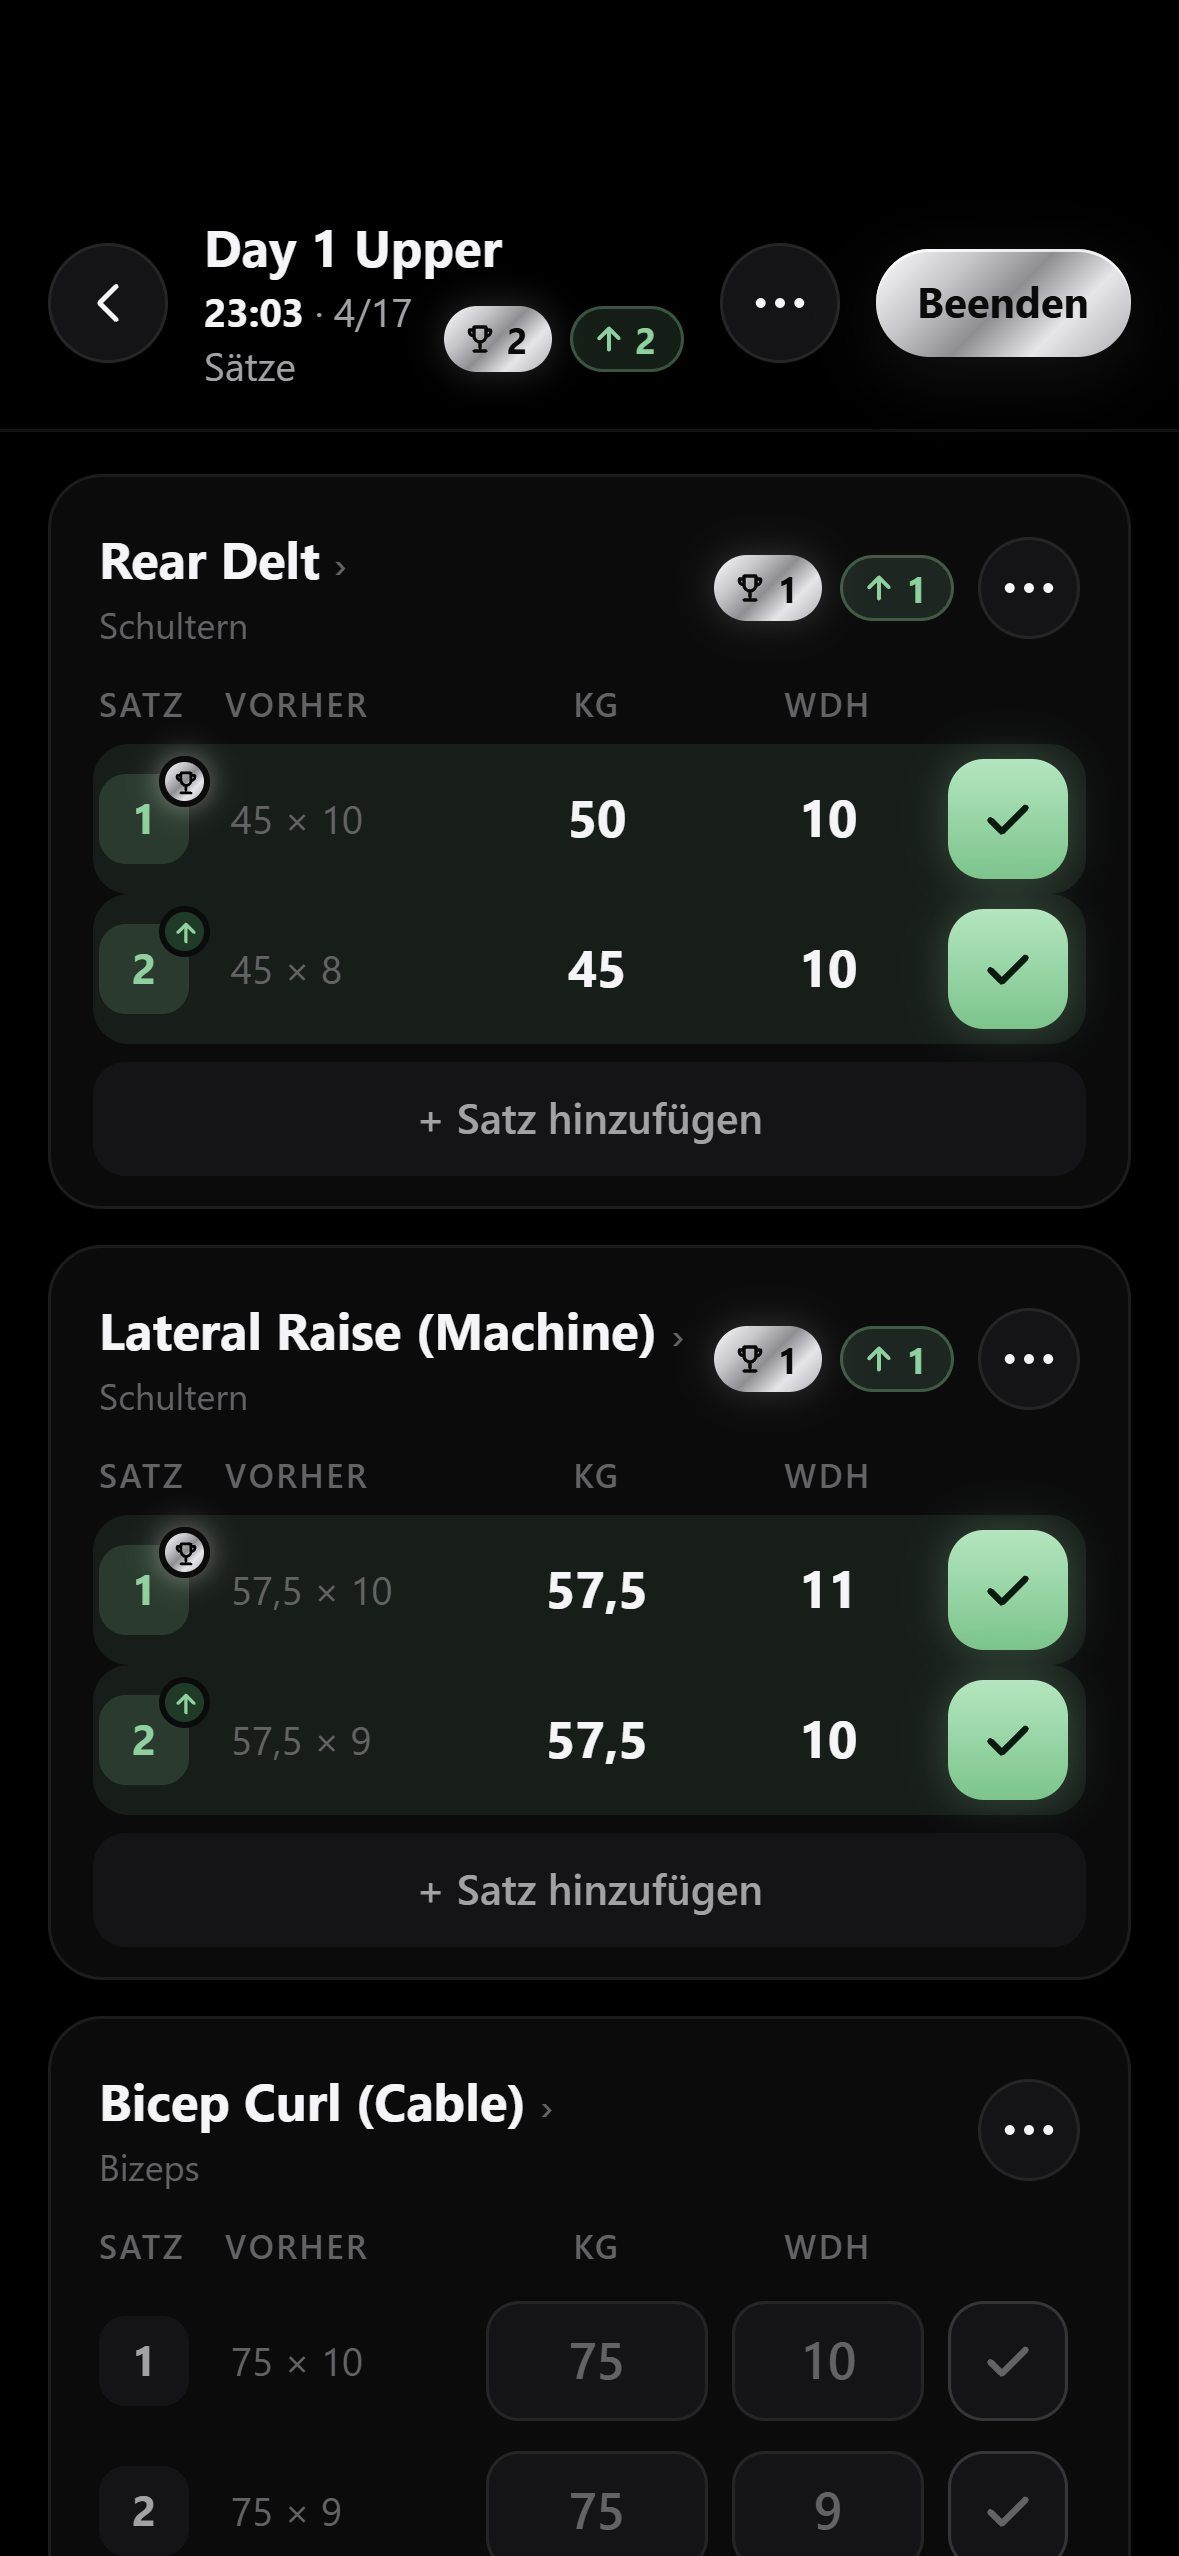 Day 1 Upper
23:03 · 4/17
Sätze
2
2
Beenden
Rear Delt ›
Schultern
1
1
SATZ VORHER KG WDH
1 45 × 10 50 10
2 45 × 8 45 10
+ Satz hinzufügen
Lateral Raise (Machine) ›
Schultern
1
1
SATZ VORHER KG WDH
1 57,5 × 10 57,5 11
2 57,5 × 9 57,5 10
+ Satz hinzufügen
Bicep Curl (Cable) ›
Bizeps
SATZ VORHER KG WDH
1 75 × 10 75 10
2 75 × 9 75 9